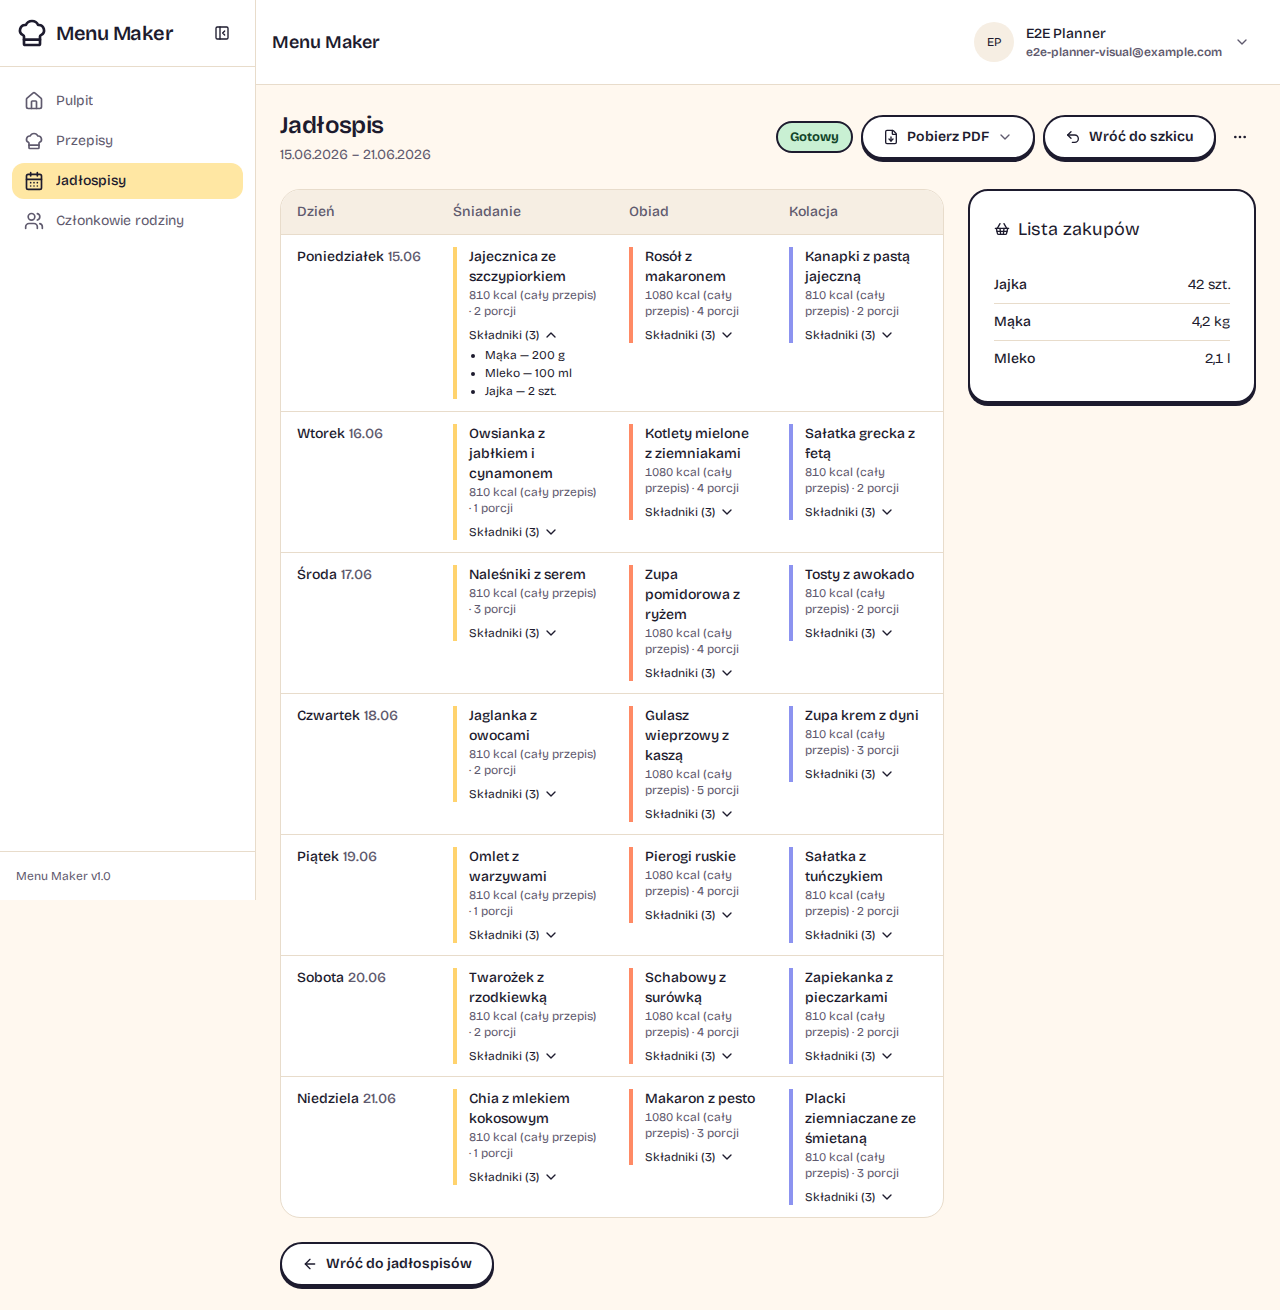 Menu Maker
Pulpit
Przepisy
Jadłospisy
Członkowie rodziny
Menu Maker v1.0
Menu Maker
EP
E2E Planner
e2e-planner-visual@example.com
Jadłospis
15.06.2026 – 21.06.2026
Gotowy
Pobierz PDF
Wróć do szkicu
Dzień
Śniadanie
Obiad
Kolacja
Poniedziałek 15.06
Jajecznica ze
szczypiorkiem
810 kcal (cały przepis)
· 2 porcji
Składniki (3)
• Mąka — 200 g
• Mleko — 100 ml
• Jajka — 2 szt.
Rosół z
makaronem
1080 kcal (cały
przepis) · 4 porcji
Składniki (3)
Kanapki z pastą
jajeczną
810 kcal (cały
przepis) · 2 porcji
Składniki (3)
Wtorek 16.06
Owsianka z
jabłkiem i
cynamonem
810 kcal (cały przepis)
· 1 porcji
Składniki (3)
Kotlety mielone
z ziemniakami
1080 kcal (cały
przepis) · 4 porcji
Składniki (3)
Sałatka grecka z
fetą
810 kcal (cały
przepis) · 2 porcji
Składniki (3)
Środa 17.06
Naleśniki z serem
810 kcal (cały przepis)
· 3 porcji
Składniki (3)
Zupa
pomidorowa z
ryżem
1080 kcal (cały
przepis) · 4 porcji
Składniki (3)
Tosty z awokado
810 kcal (cały
przepis) · 2 porcji
Składniki (3)
Czwartek 18.06
Jaglanka z
owocami
810 kcal (cały przepis)
· 2 porcji
Składniki (3)
Gulasz
wieprzowy z
kaszą
1080 kcal (cały
przepis) · 5 porcji
Składniki (3)
Zupa krem z dyni
810 kcal (cały
przepis) · 3 porcji
Składniki (3)
Piątek 19.06
Omlet z
warzywami
810 kcal (cały przepis)
· 1 porcji
Składniki (3)
Pierogi ruskie
1080 kcal (cały
przepis) · 4 porcji
Składniki (3)
Sałatka z
tuńczykiem
810 kcal (cały
przepis) · 2 porcji
Składniki (3)
Sobota 20.06
Twarożek z
rzodkiewką
810 kcal (cały przepis)
· 2 porcji
Składniki (3)
Schabowy z
surówką
1080 kcal (cały
przepis) · 4 porcji
Składniki (3)
Zapiekanka z
pieczarkami
810 kcal (cały
przepis) · 2 porcji
Składniki (3)
Niedziela 21.06
Chia z mlekiem
kokosowym
810 kcal (cały przepis)
· 1 porcji
Składniki (3)
Makaron z pesto
1080 kcal (cały
przepis) · 3 porcji
Składniki (3)
Placki
ziemniaczane ze
śmietaną
810 kcal (cały
przepis) · 3 porcji
Składniki (3)
Lista zakupów
Jajka 42 szt.
Mąka 4,2 kg
Mleko 2,1 l
Wróć do jadłospisów